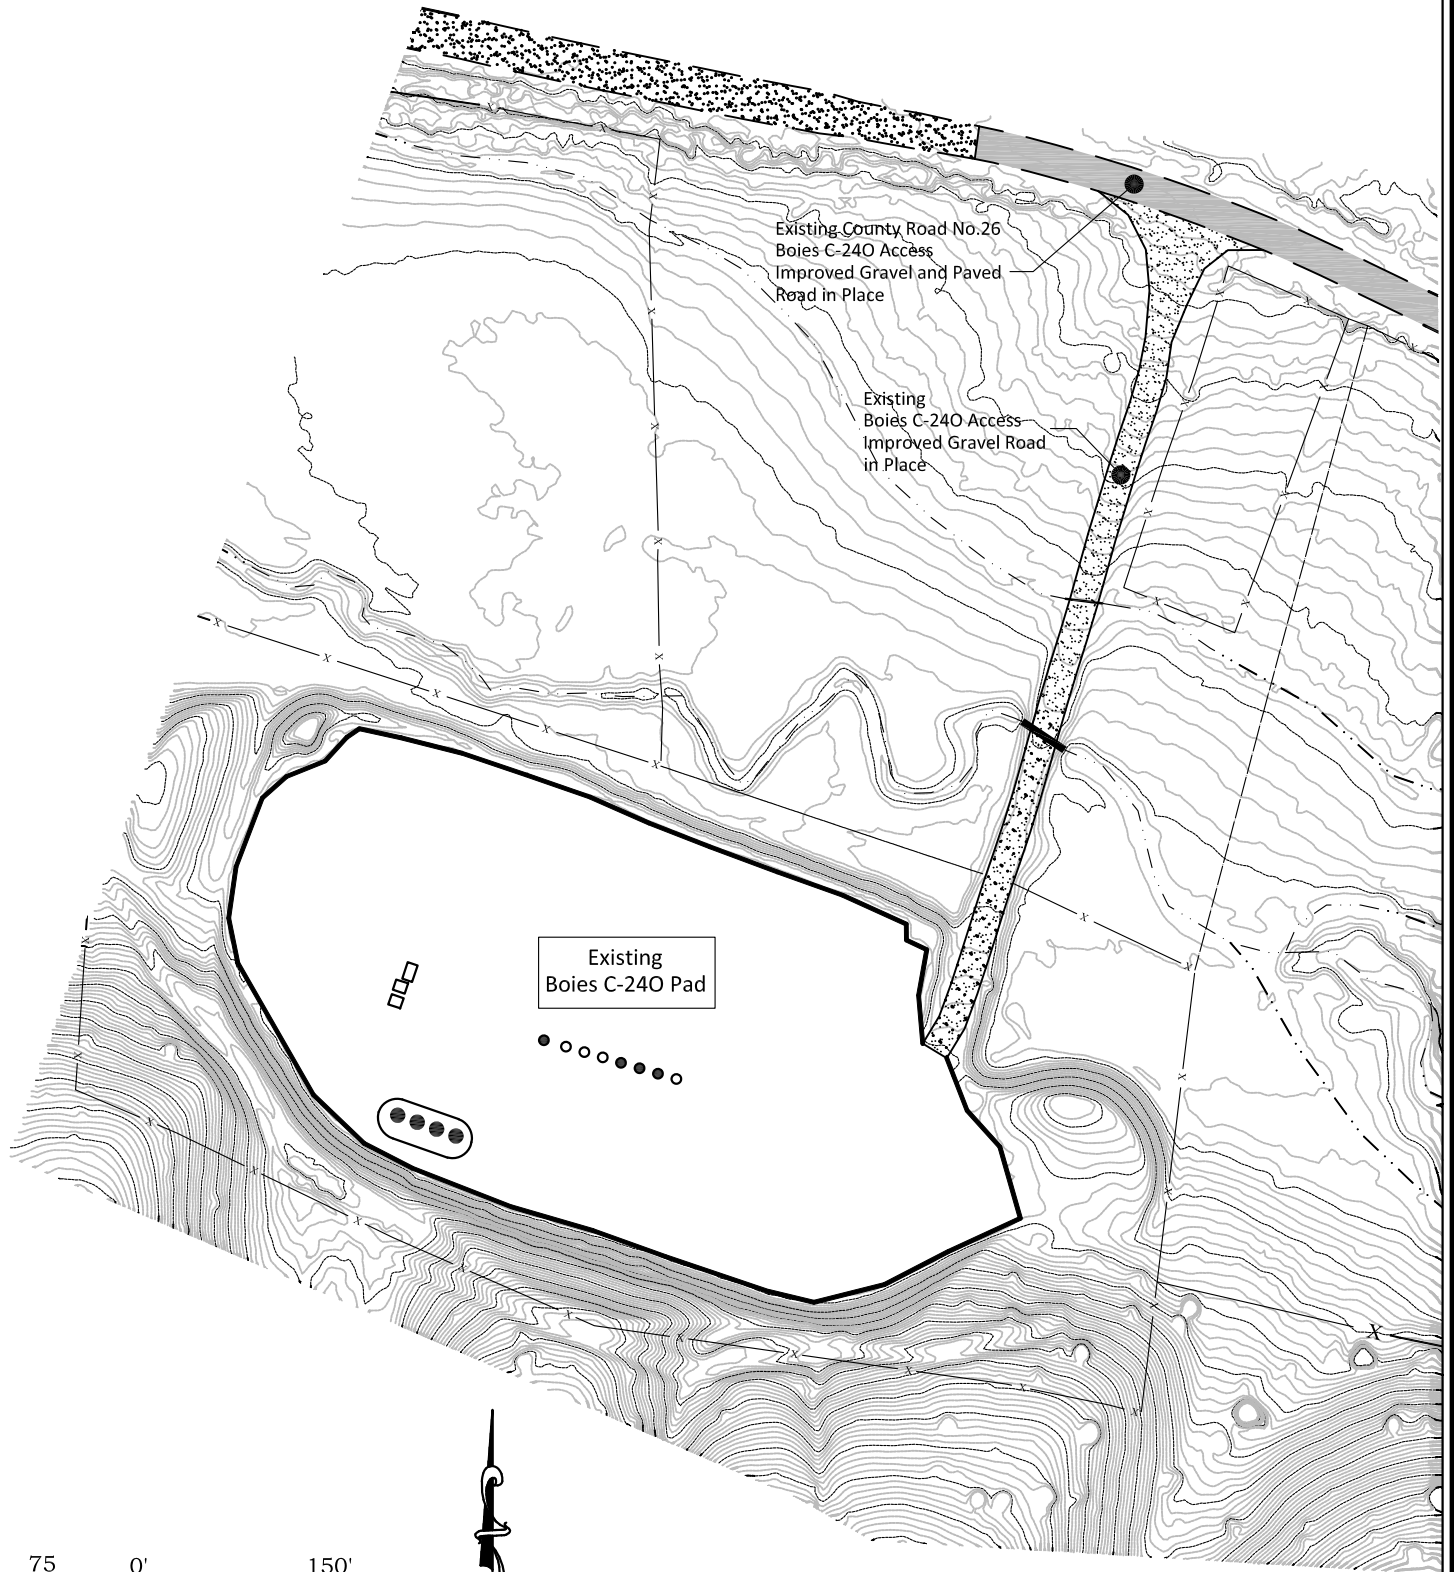 Existing County Road No.26
Boies C-24O Access
Improved Gravel and Paved
Road in Place
Existing
Boies C-24O Access
Improved Gravel Road
in Place
Existing
Boies C-24O Pad
75 0' 150'